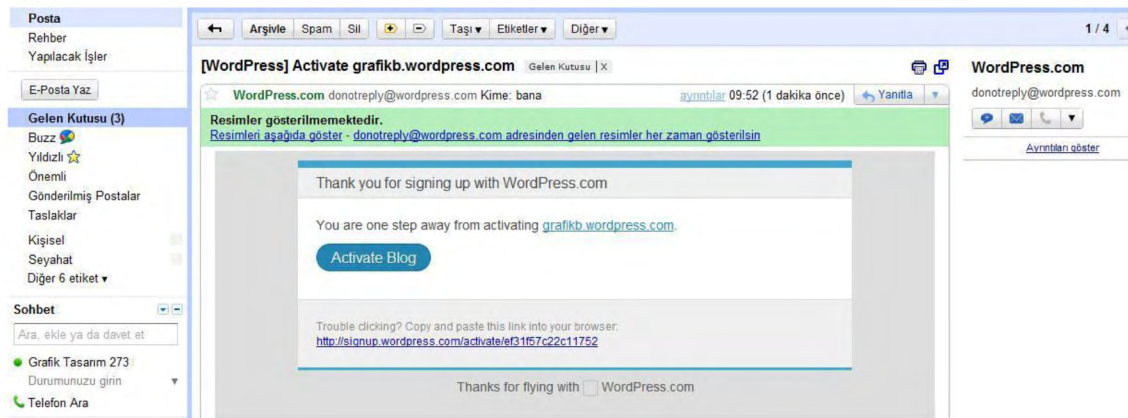 Posta
Rehber
Yapılacak İşler
E-Posta Yaz
Gelen Kutusu (3)
Buzz
Yıldızlı
Önemli
Gönderilmiş Postalar
Taslaklar
Kişisel
Seyahat
Diğer 6 etiket ▾
Sohbet
Ara, ekle ya da davet et
Grafik Tasarım 273
Durumunuzu girin
Telefon Ara
Arşivle Spam Sil Taşı ▾ Etiketler ▾ Diğer ▾ 1 / 4
[WordPress] Activate grafikb.wordpress.com Gelen Kutusu | X
WordPress.com donotreply@wordpress.com Kime: bana ayrıntılar 09:52 (1 dakika önce) Yanıtla
Resimler gösterilmemektedir.
Resimleri aşağıda göster - donotreply@wordpress.com adresinden gelen resimler her zaman gösterilsin
Thank you for signing up with WordPress.com
You are one step away from activating grafikb.wordpress.com.
Activate Blog
Trouble clicking? Copy and paste this link into your browser:
http://signup.wordpress.com/activate/ef31f57c22c11752
Thanks for flying with WordPress.com
WordPress.com
donotreply@wordpress.com
Ayrıntıları göster